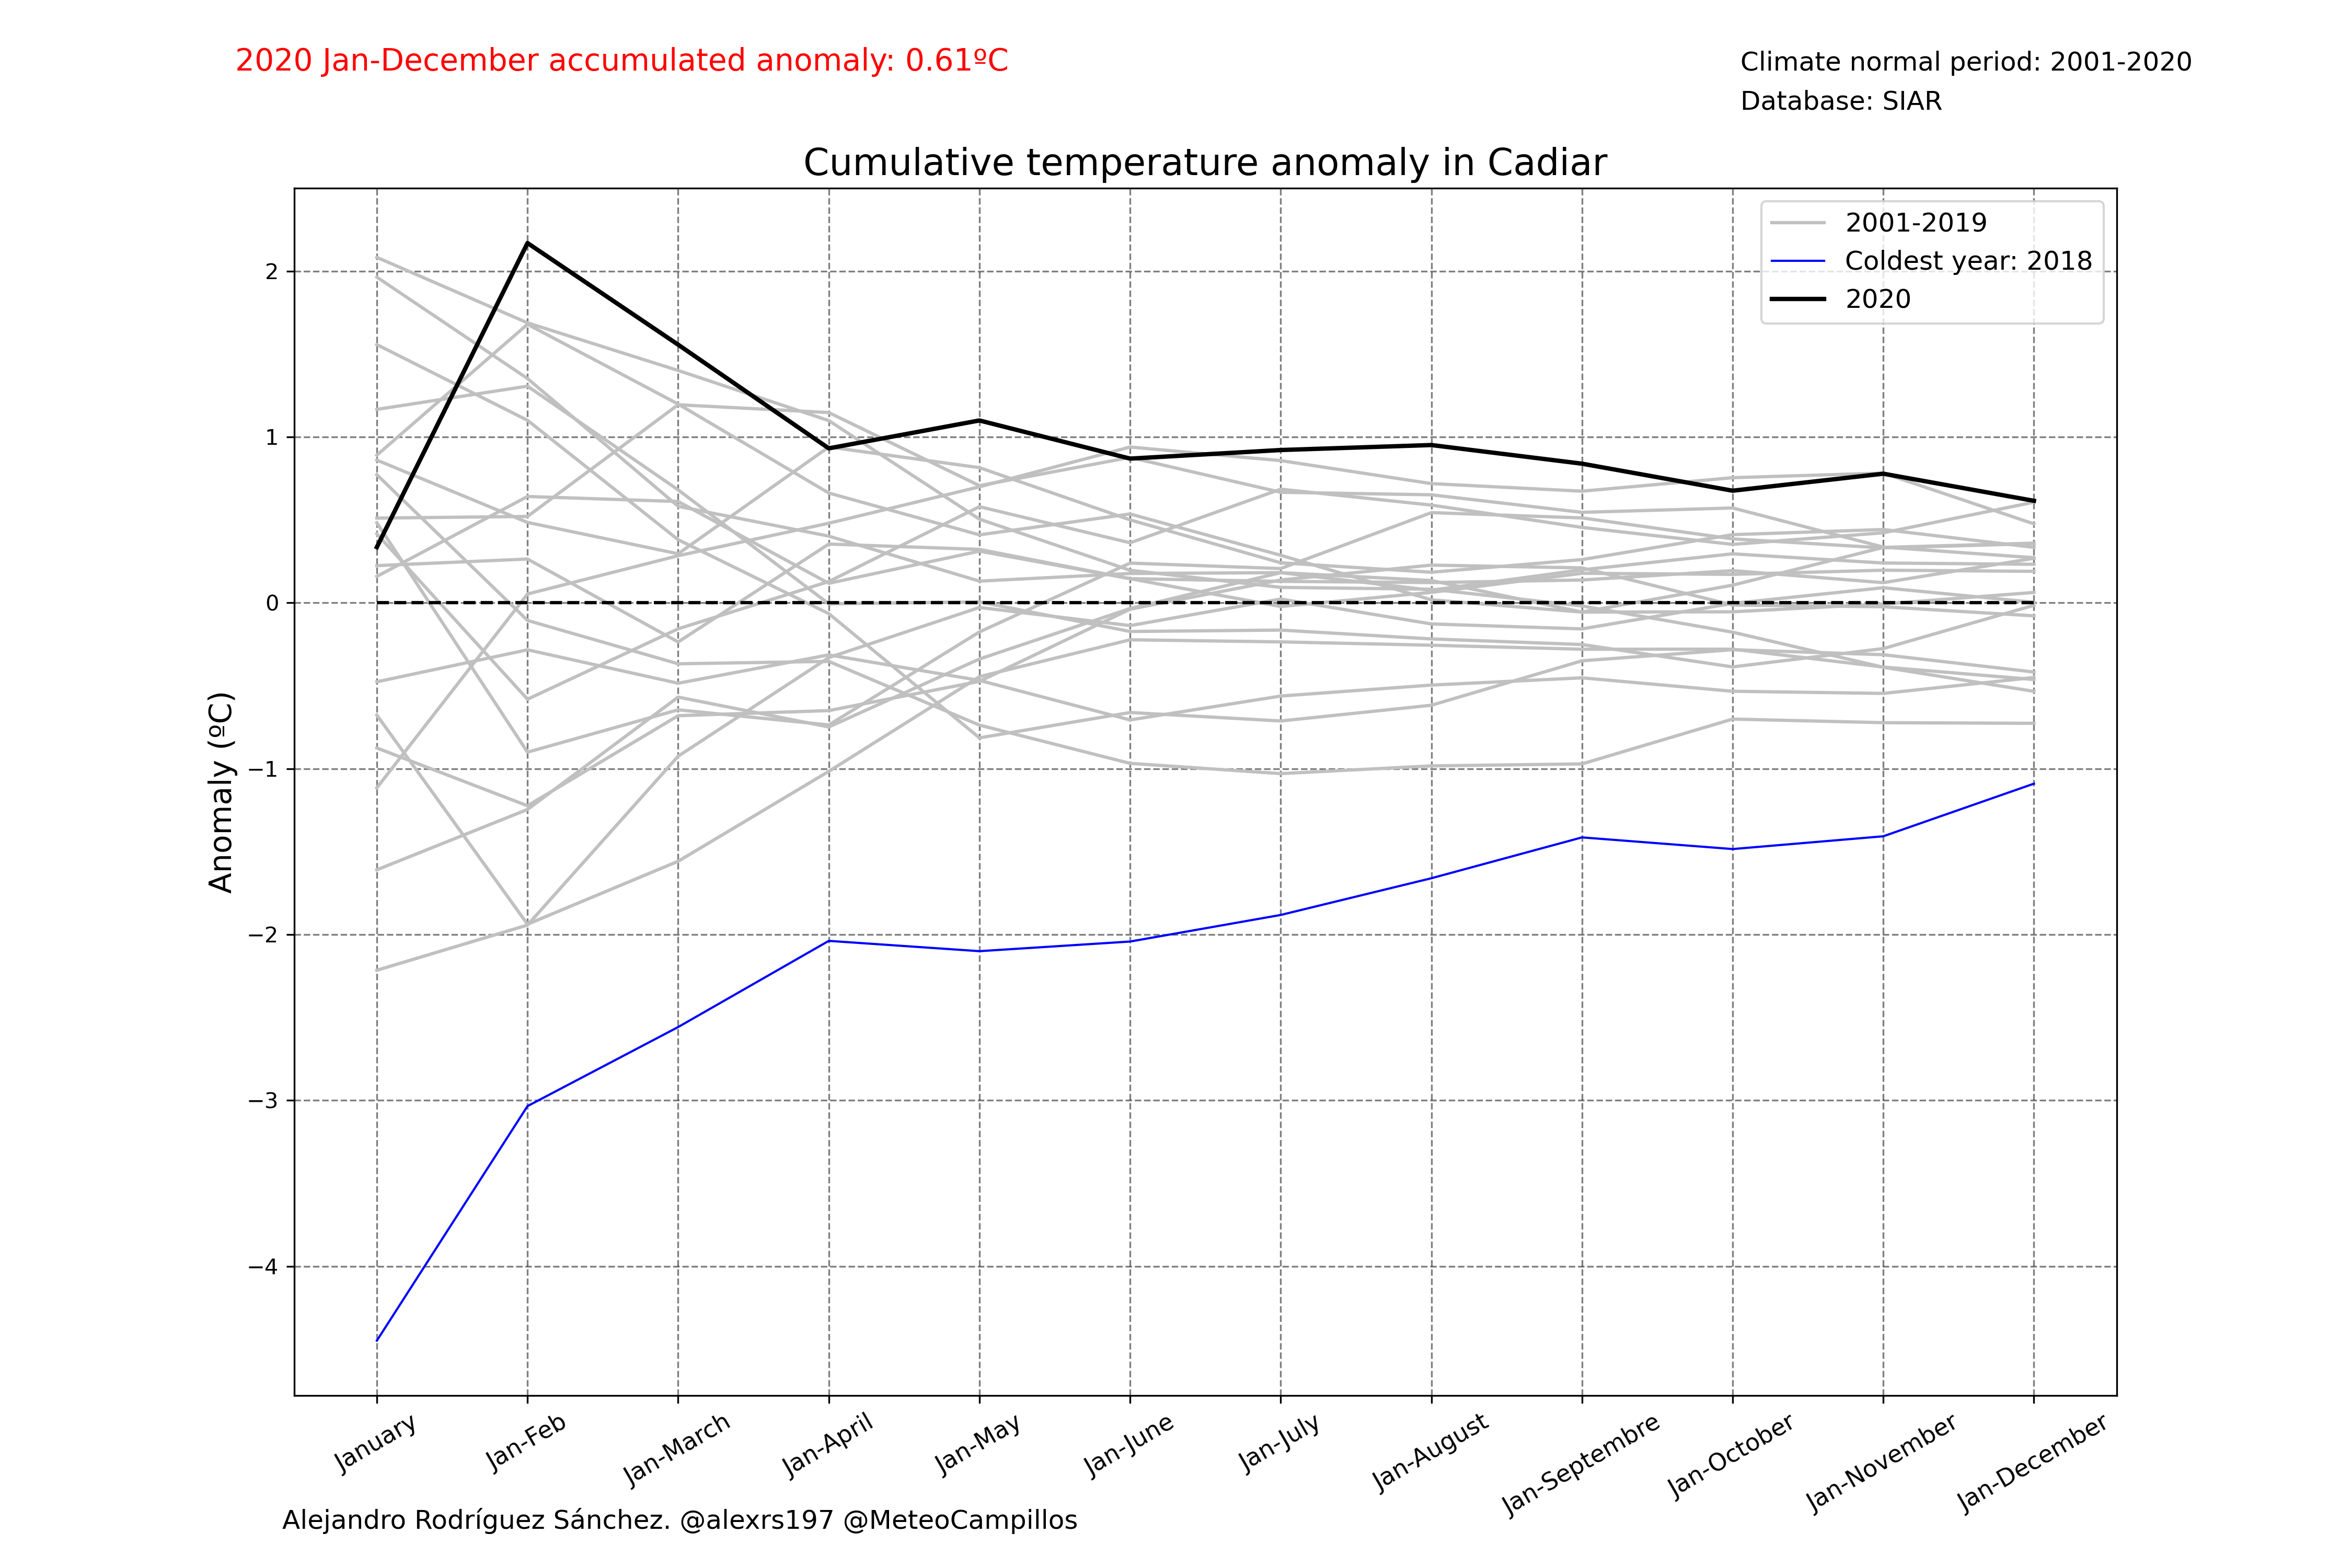 2020 Jan-December accumulated anomaly: 0.61ºC
Climate normal period: 2001-2020
Database: SIAR
Cumulative temperature anomaly in Cadiar
2001-2019
Coldest year: 2018
2020
Anomaly (ºC)
2
1
0
−1
−2
−3
−4
January
Jan-Feb
Jan-March
Jan-April
Jan-May
Jan-June
Jan-July
Jan-August
Jan-Septembre
Jan-October
Jan-November
Jan-December
Alejandro Rodríguez Sánchez. @alexrs197 @MeteoCampillos